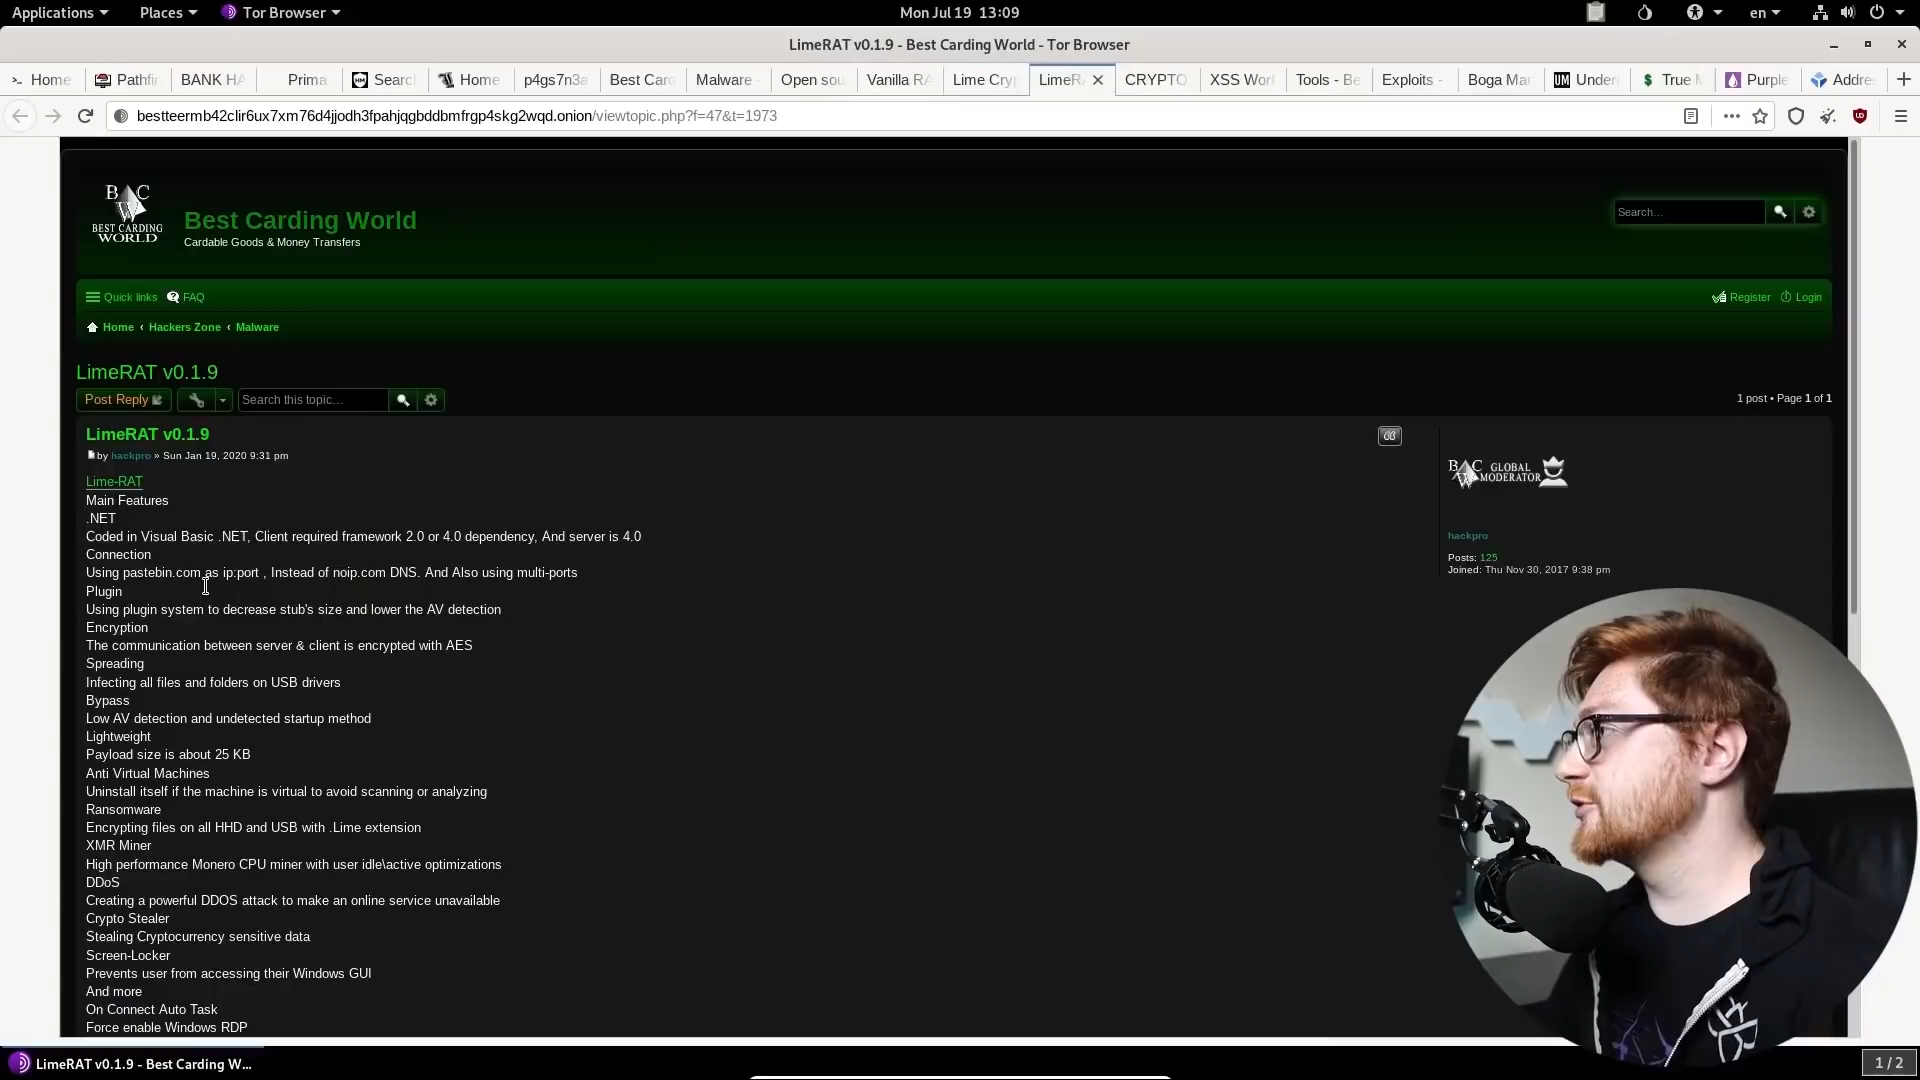 Applications Places Tor Browser Mon Jul 19 13:09 en
LimeRAT v0.1.9 - Best Carding World - Tor Browser
Home Pathfi BANK HA Prima Searc Home p4gs7n3a Best Card Malware - Open sou Vanilla RA Lime Cryp LimeRA CRYPTO XSS Worl Tools - Be Exploits - Boga Mar Under $ True M Purple Addre
bestteermb42clir6ux7xm76d4jjodh3fpahjqgbddbmfrgp4skg2wqd.onion/viewtopic.php?f=47&t=1973
B C
W
BEST CARDING
WORLD
Best Carding World
Cardable Goods & Money Transfers
Search…
Quick links FAQ Register Login
Home ‹ Hackers Zone ‹ Malware
LimeRAT v0.1.9
Post Reply Search this topic… 1 post • Page 1 of 1
LimeRAT v0.1.9
by hackpro » Sun Jan 19, 2020 9:31 pm
Lime-RAT
Main Features
.NET
Coded in Visual Basic .NET, Client required framework 2.0 or 4.0 dependency, And server is 4.0
Connection
Using pastebin.com as ip:port , Instead of noip.com DNS. And Also using multi-ports
Plugin
Using plugin system to decrease stub's size and lower the AV detection
Encryption
The communication between server & client is encrypted with AES
Spreading
Infecting all files and folders on USB drivers
Bypass
Low AV detection and undetected startup method
Lightweight
Payload size is about 25 KB
Anti Virtual Machines
Uninstall itself if the machine is virtual to avoid scanning or analyzing
Ransomware
Encrypting files on all HHD and USB with .Lime extension
XMR Miner
High performance Monero CPU miner with user idle\active optimizations
DDoS
Creating a powerful DDOS attack to make an online service unavailable
Crypto Stealer
Stealing Cryptocurrency sensitive data
Screen-Locker
Prevents user from accessing their Windows GUI
And more
On Connect Auto Task
Force enable Windows RDP
B C W GLOBAL
MODERATOR
hackpro
Posts: 125
Joined: Thu Nov 30, 2017 9:38 pm
LimeRAT v0.1.9 - Best Carding W...
1 / 2